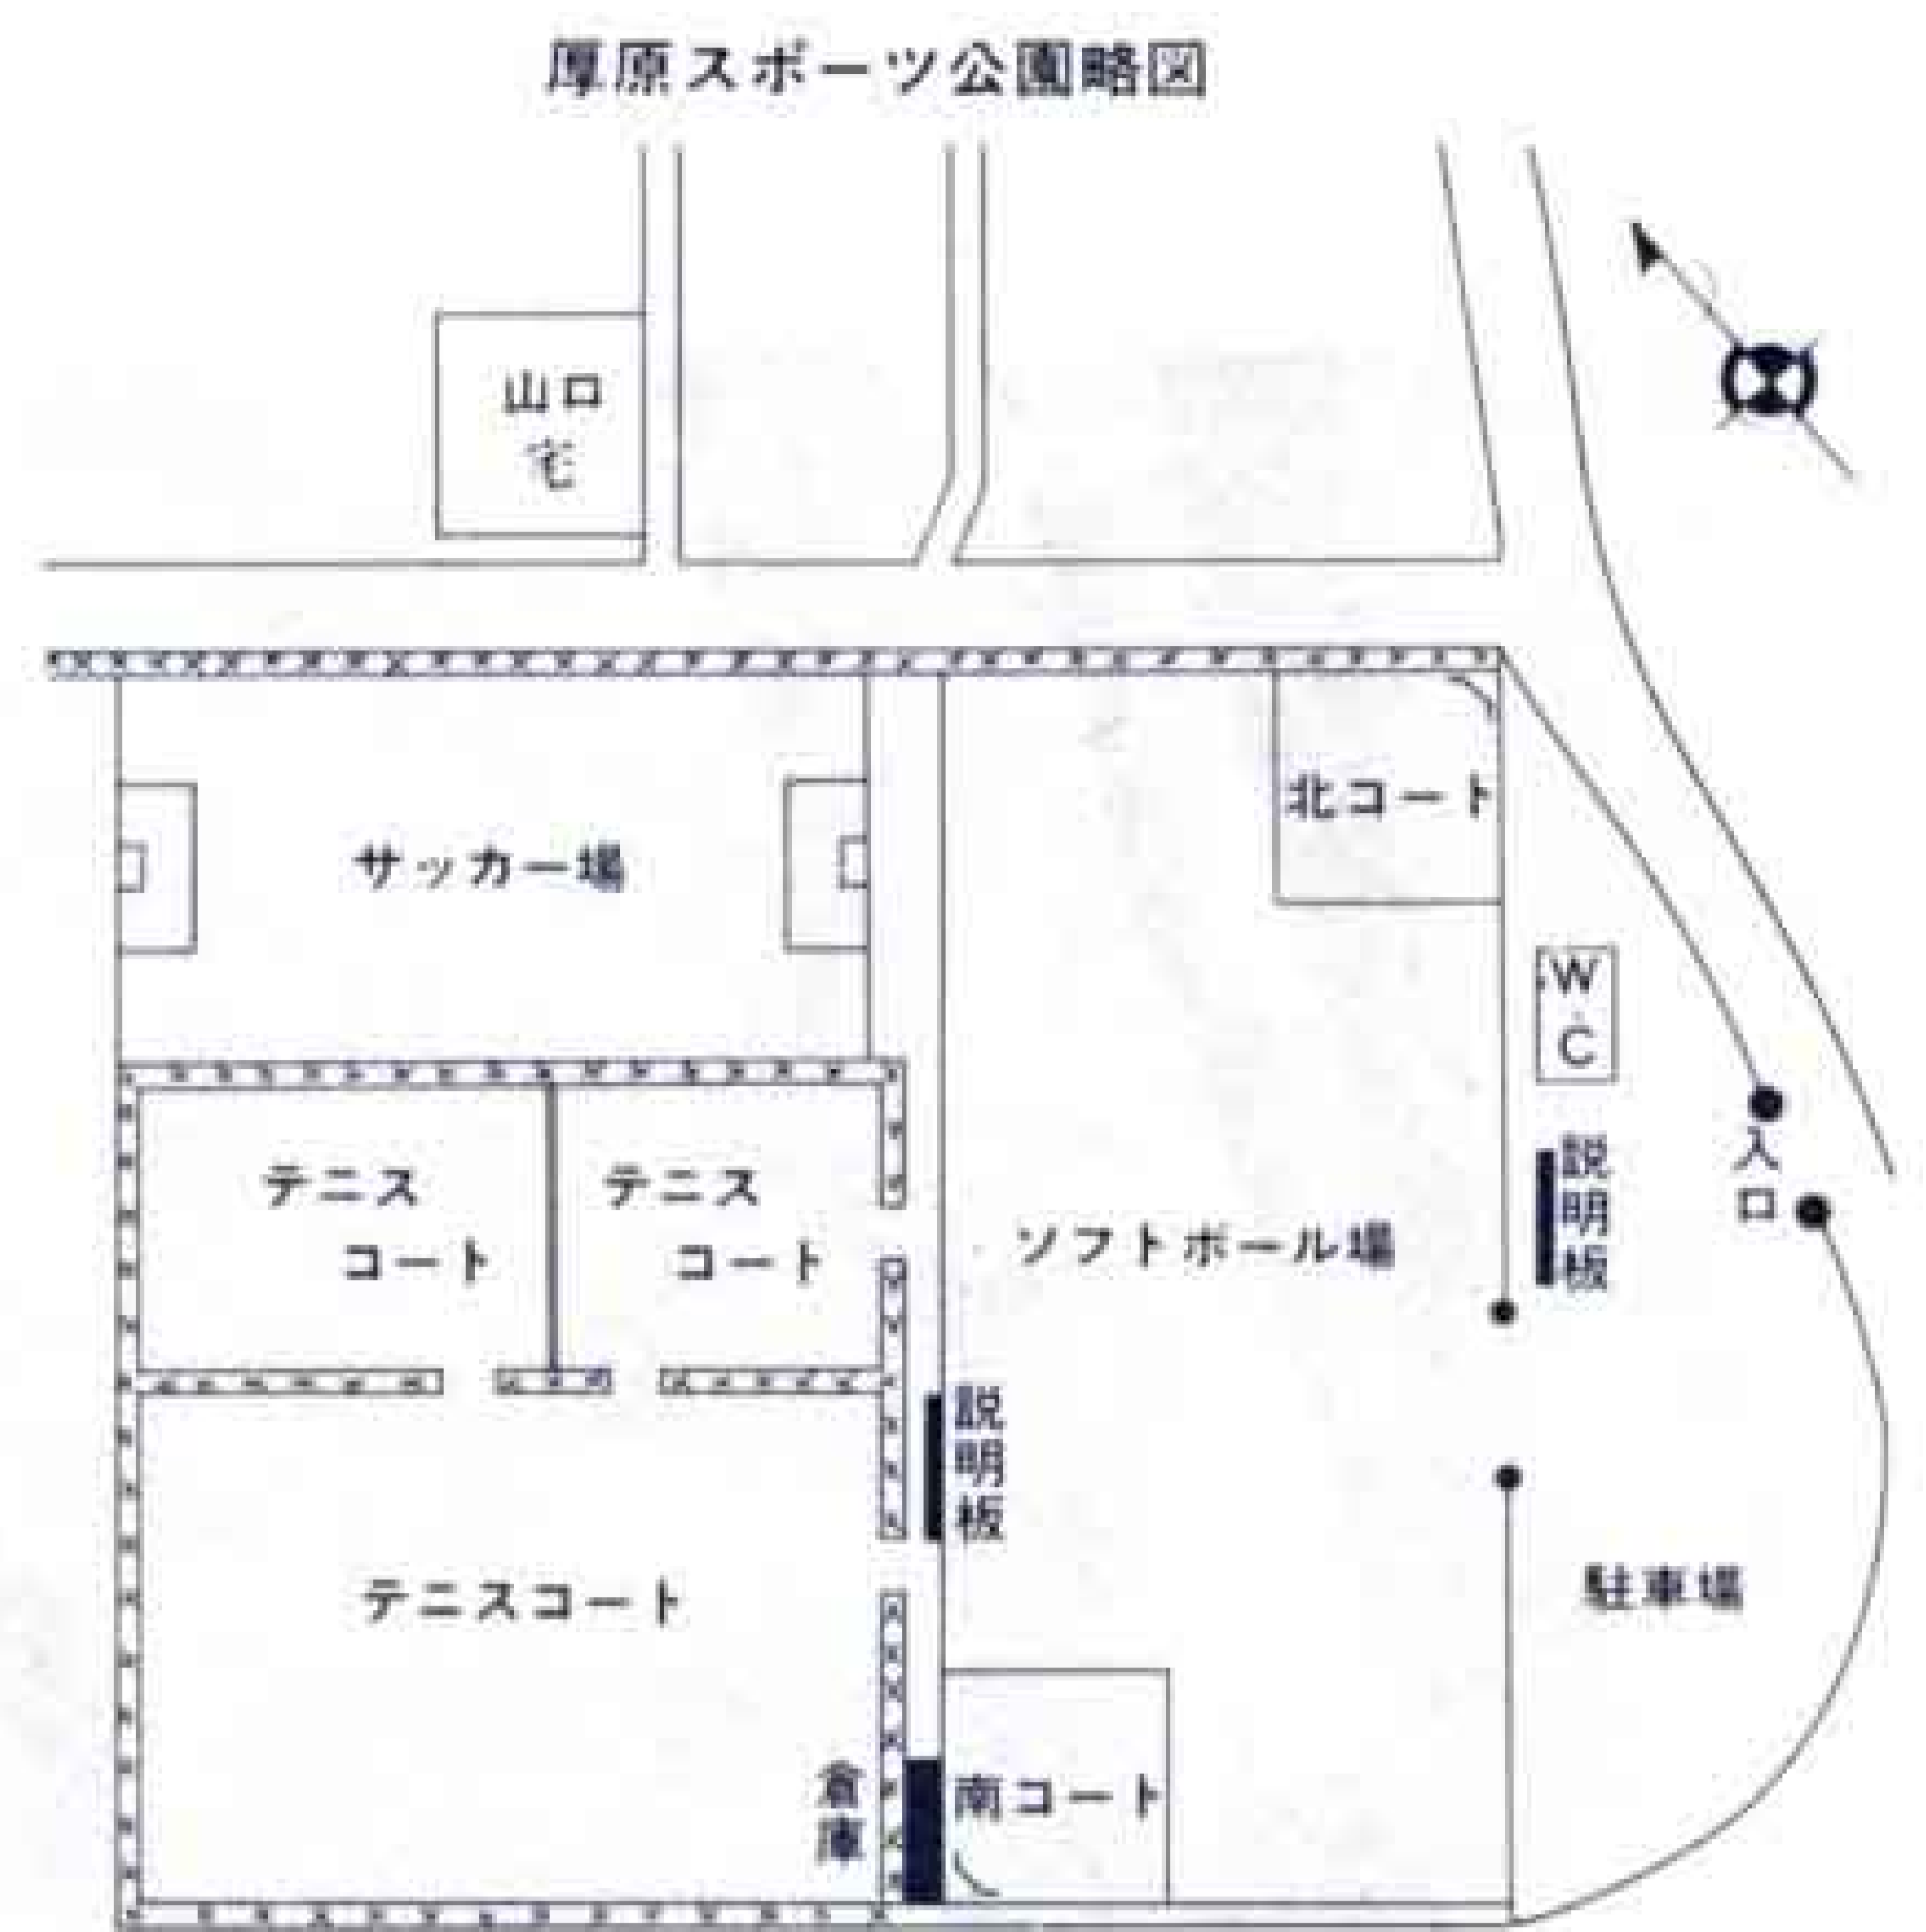 厚原スポーツ公園略図
山口
宅
北コート
サッカー場
WC
説明板
入口
テニス
コート
テニス
コート
ソフトボール場
説明板
テニスコート
駐車場
倉庫
南コート